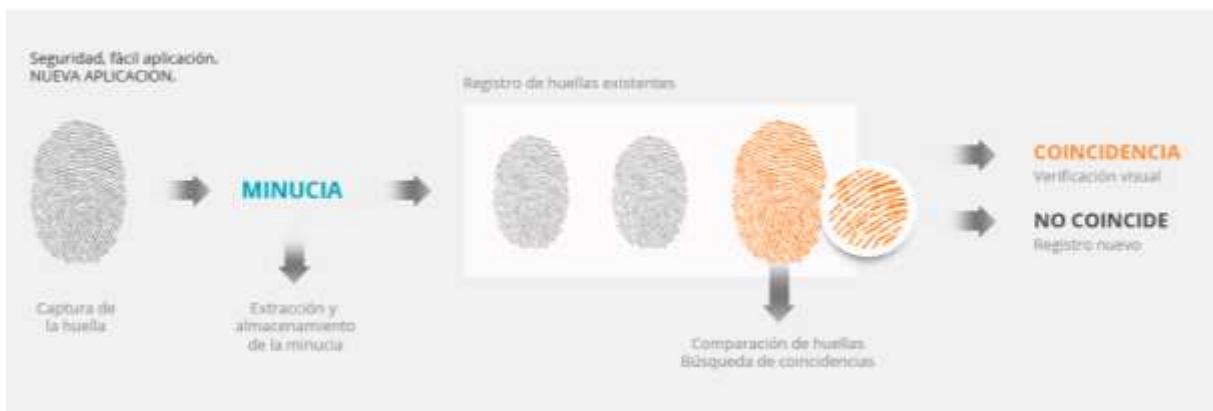 Seguridad, fácil aplicación.
NUEVA APLICACION.
Registro de huellas existentes
MINUCIA
COINCIDENCIA
Verificación visual
NO COINCIDE
Registro nuevo
Captura de
la huella
Extracción y
almacenamiento
de la minucia
Comparación de huellas
Búsqueda de coincidencias